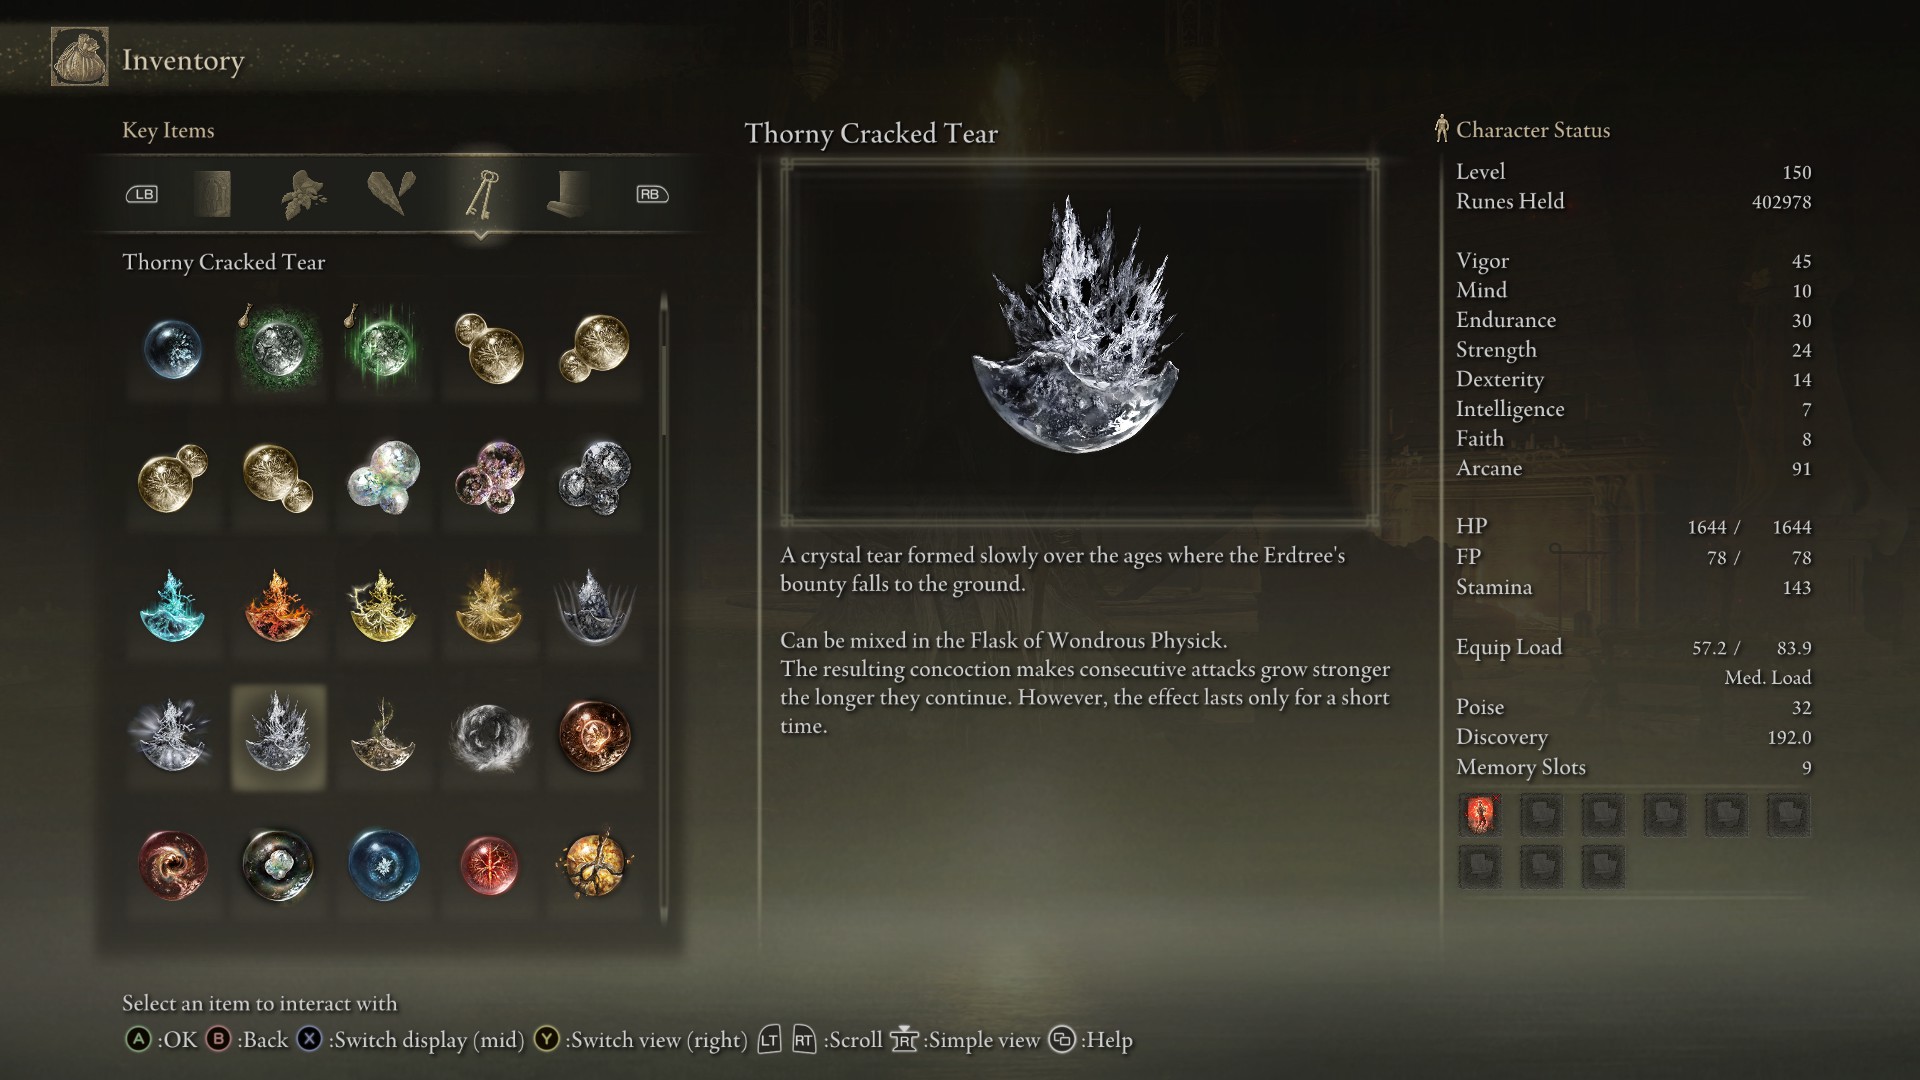 Inventory
Key Items
LB
RB
Thorny Cracked Tear
Thorny Cracked Tear
A crystal tear formed slowly over the ages where the Erdtree's
bounty falls to the ground.
Can be mixed in the Flask of Wondrous Physick.
The resulting concoction makes consecutive attacks grow stronger
the longer they continue. However, the effect lasts only for a short
time.
Character Status
Level 150
Runes Held 402978
Vigor 45
Mind 10
Endurance 30
Strength 24
Dexterity 14
Intelligence 7
Faith 8
Arcane 91
HP 1644 / 1644
FP 78 / 78
Stamina 143
Equip Load 57.2 / 83.9
Med. Load
Poise 32
Discovery 192.0
Memory Slots 9
Select an item to interact with
A :OK B :Back X :Switch display (mid) Y :Switch view (right) LT RT :Scroll R :Simple view :Help